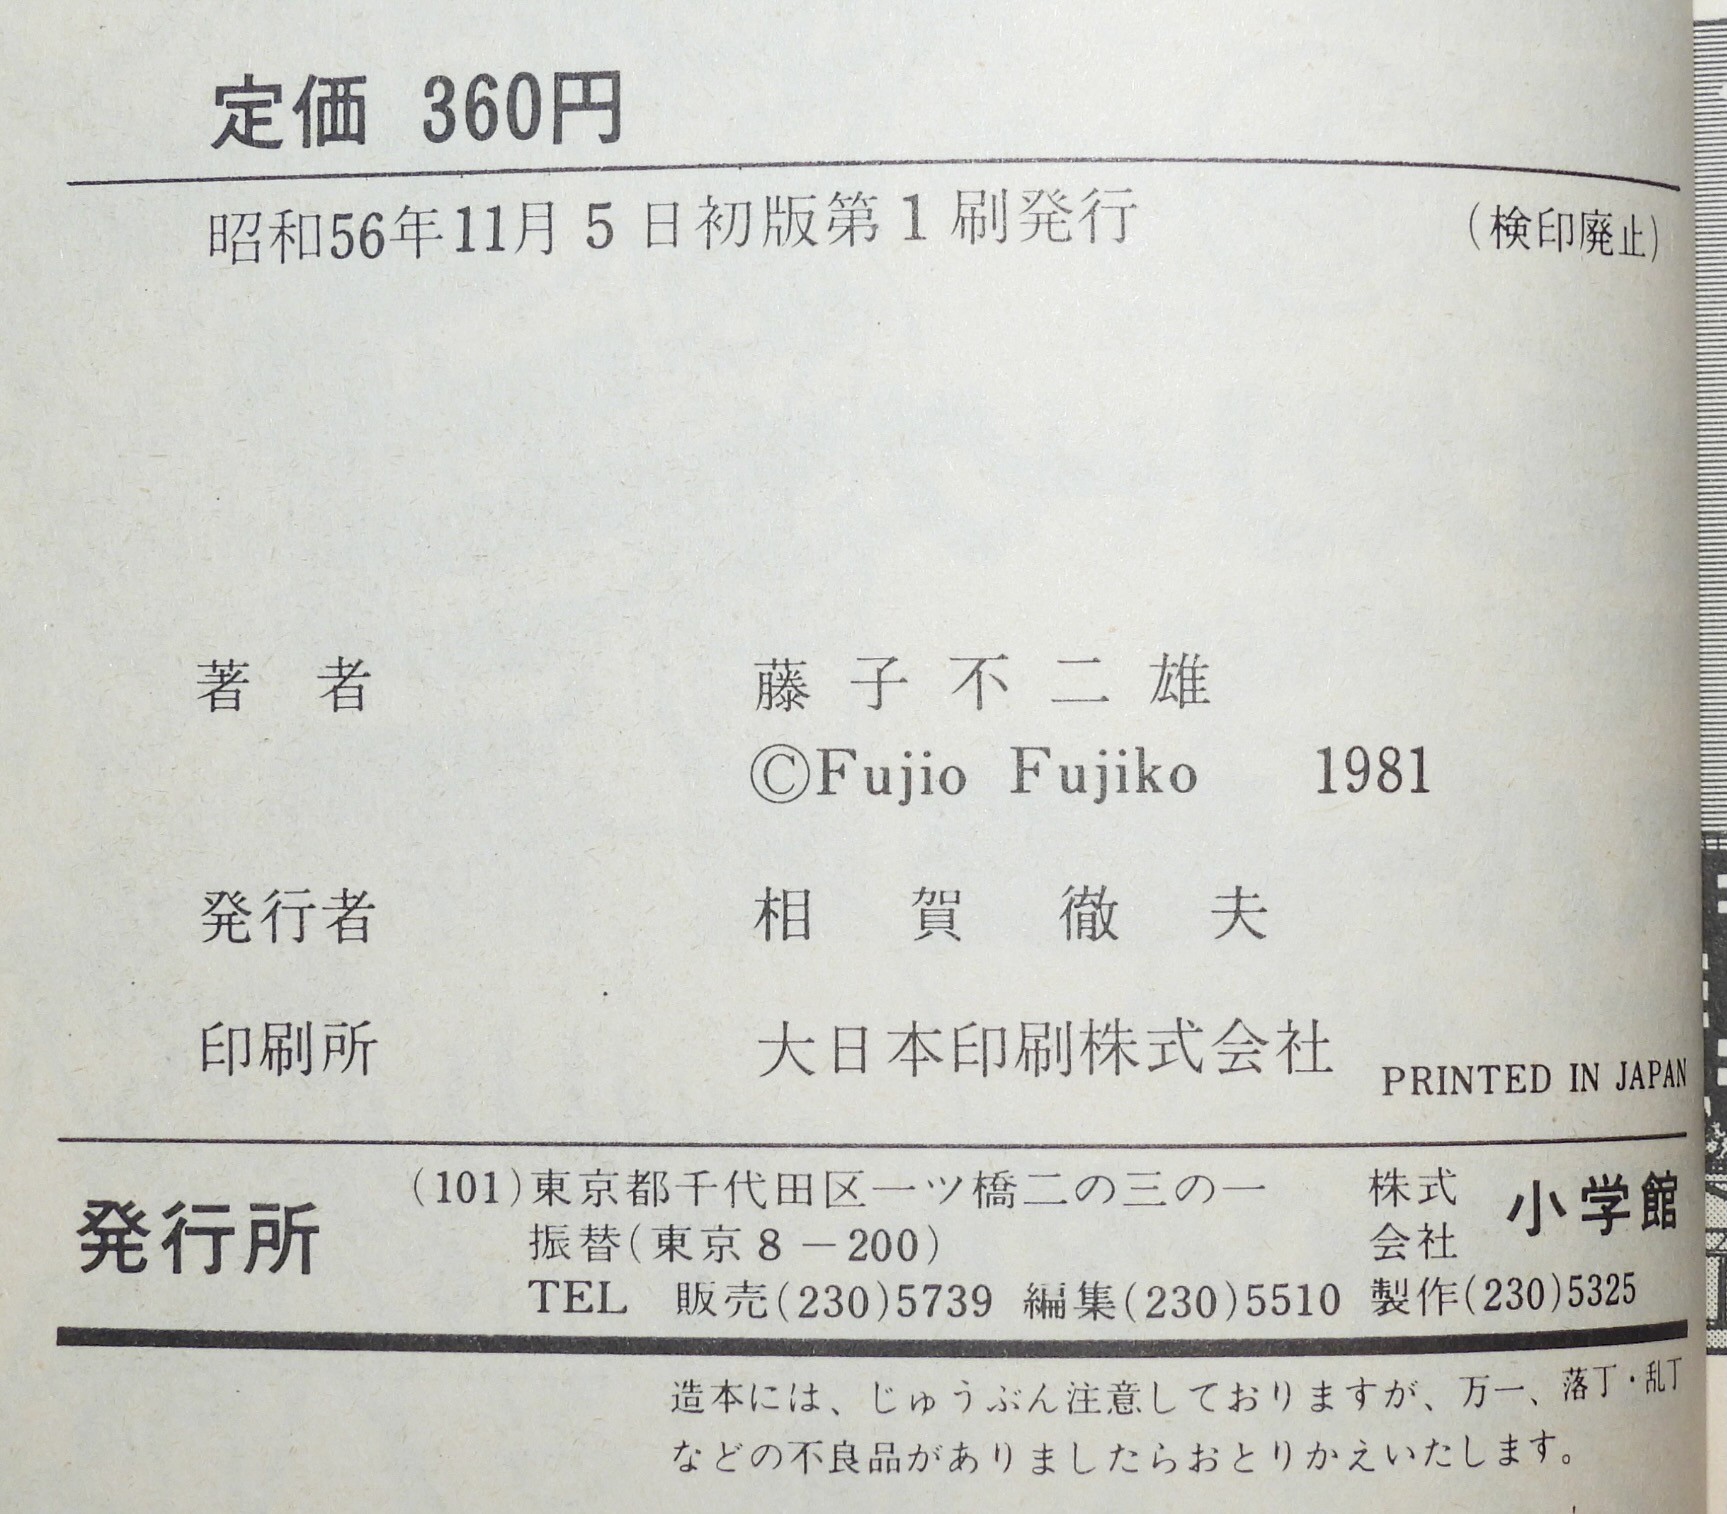 定価 360円
昭和56年11月5日初版第1刷発行 (検印廃止)
著者 藤子不二雄
©Fujio Fujiko 1981
発行者 相賀徹夫
印刷所 大日本印刷株式会社 PRINTED IN JAPAN
発行所 (101)東京都千代田区一ツ橋二の三の一 株式会社 小学館
振替(東京8-200)
TEL 販売(230)5739 編集(230)5510 製作(230)5325
造本には、じゅうぶん注意しておりますが、万一、落丁・乱丁
などの不良品がありましたらおとりかえいたします。